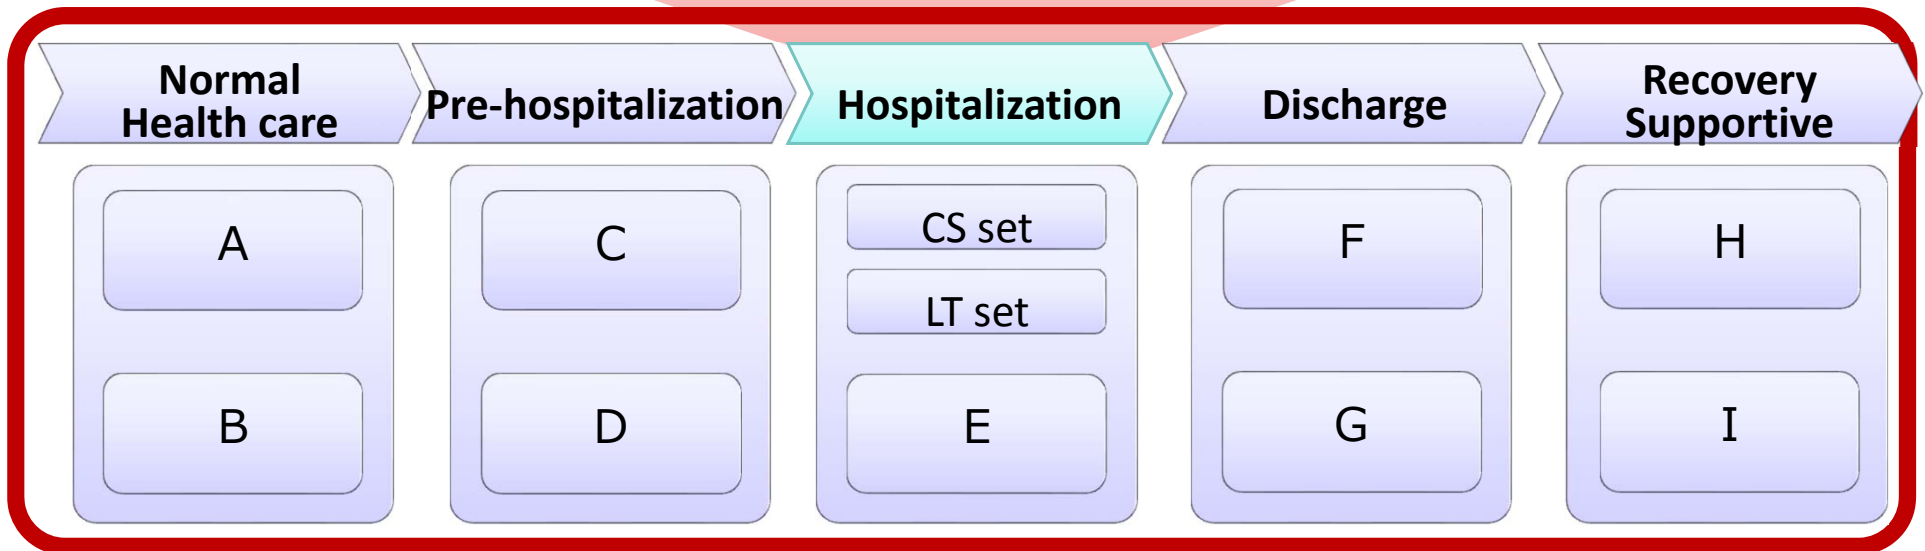 Normal
Health care
Pre-hospitalization
Hospitalization
Discharge
Recovery
Supportive
A
B
C
D
CS set
LT set
E
F
G
H
I